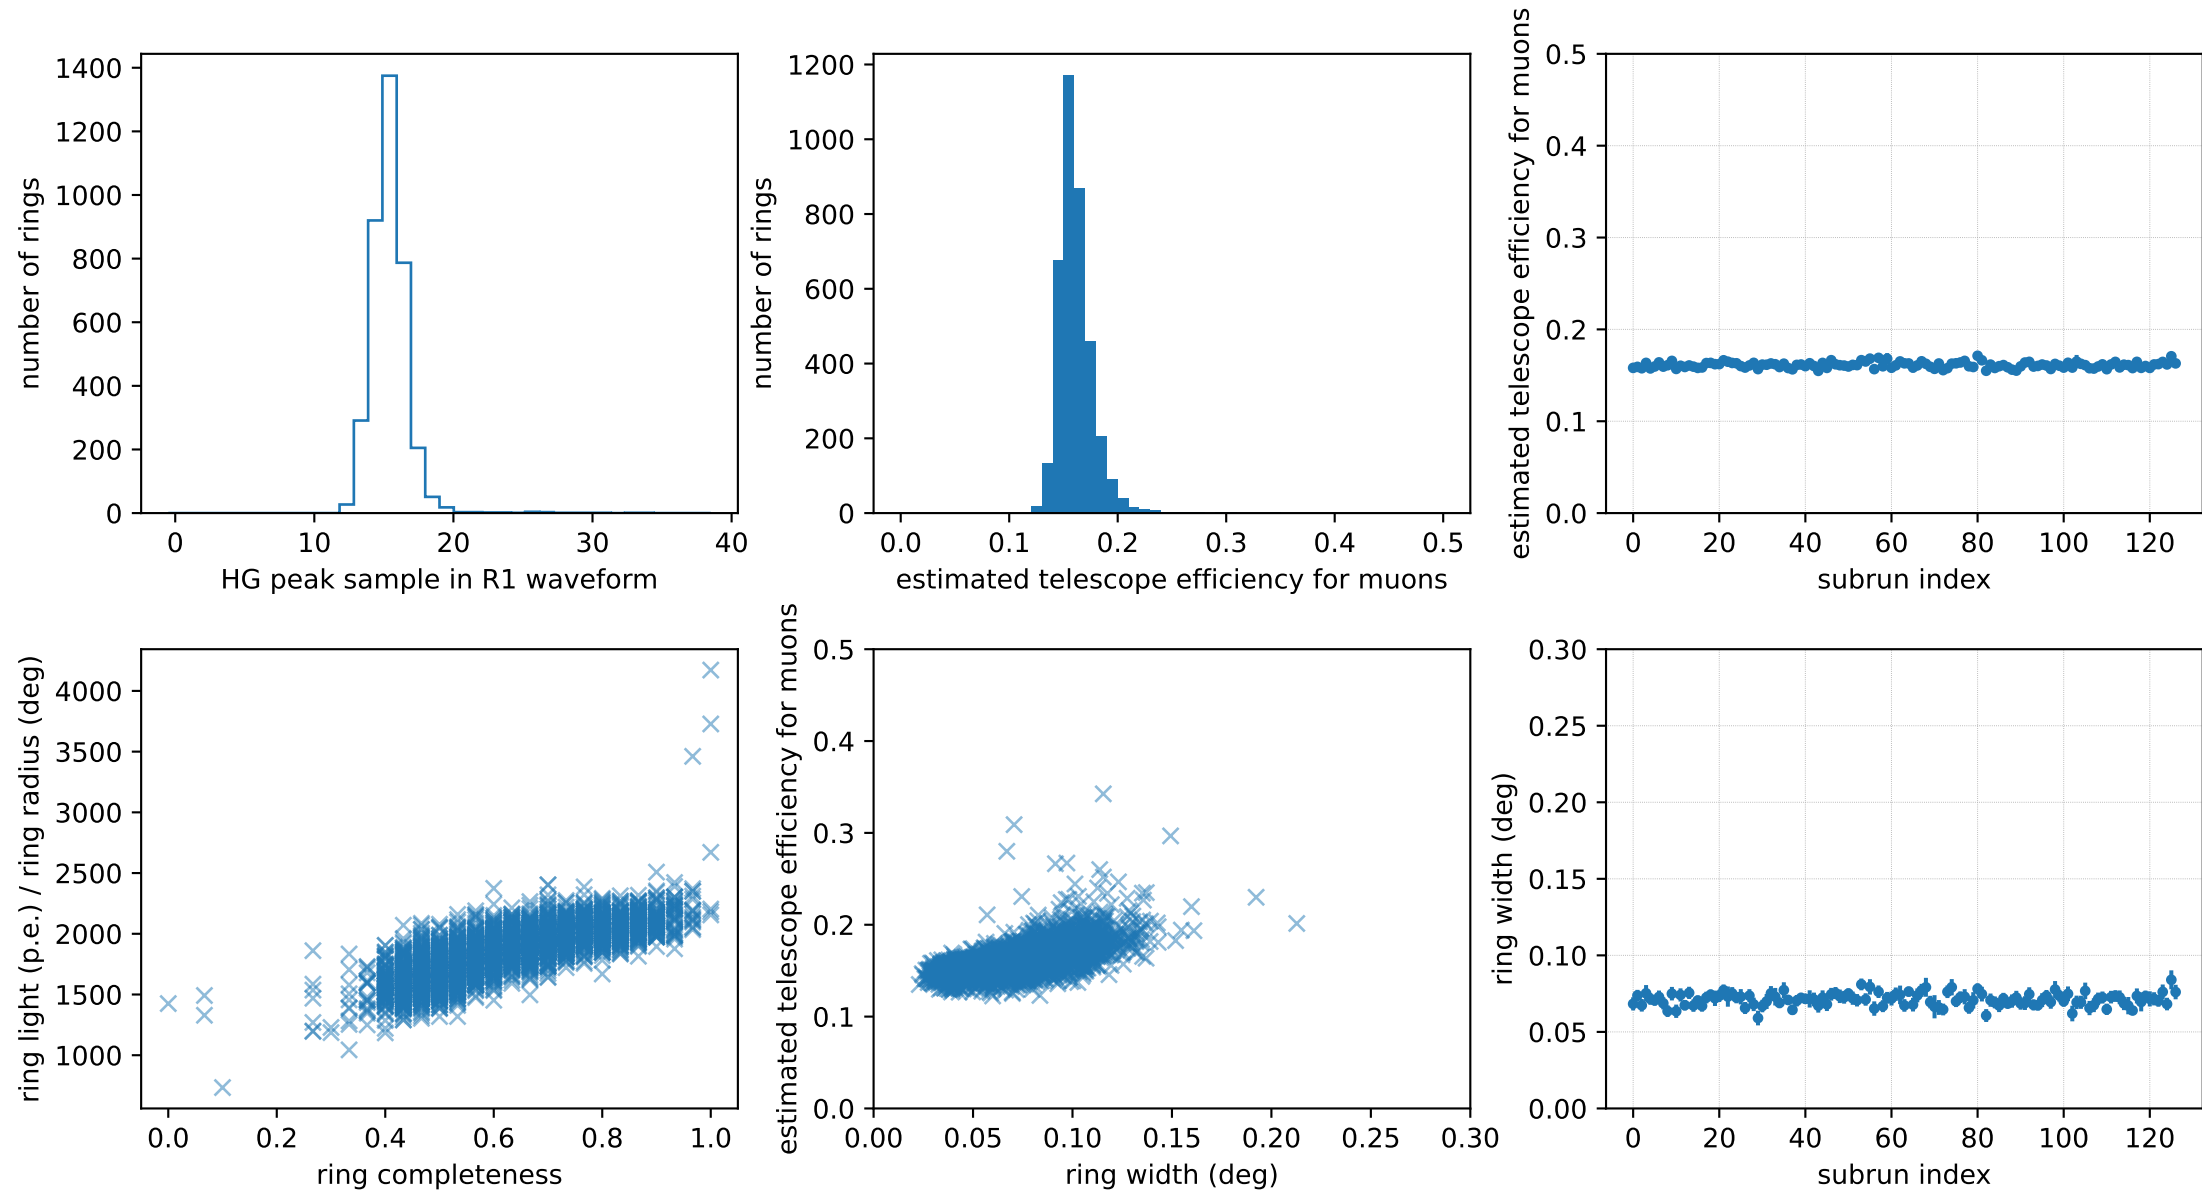 1400
1200
1000
800
600
400
200
0
number of rings
0 10 20 30 40
HG peak sample in R1 waveform
1200
1000
800
600
400
200
0
number of rings
0.0 0.1 0.2 0.3 0.4 0.5
estimated telescope efficiency for muons
0.5
0.4
0.3
0.2
0.1
0.0
estimated telescope efficiency for muons
0 20 40 60 80 100 120
subrun index
4000
3500
3000
2500
2000
1500
1000
ring light (p.e.) / ring radius (deg)
0.0 0.2 0.4 0.6 0.8 1.0
ring completeness
0.5
0.4
0.3
0.2
0.1
0.0
estimated telescope efficiency for muons
0.00 0.05 0.10 0.15 0.20 0.25 0.30
ring width (deg)
0.30
0.25
0.20
0.15
0.10
0.05
0.00
ring width (deg)
0 20 40 60 80 100 120
subrun index